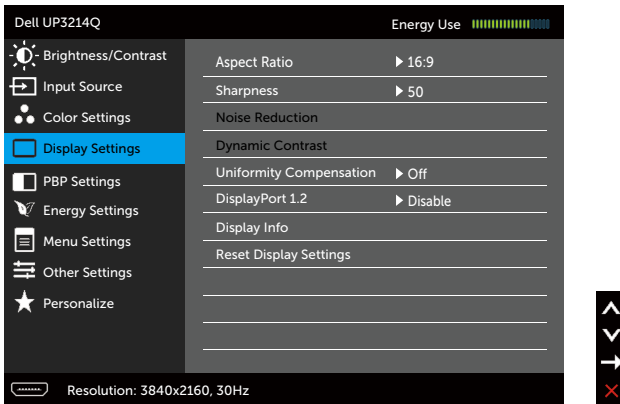 Dell UP3214Q
Energy Use
Brightness/Contrast
Input Source
Color Settings
Display Settings
PBP Settings
Energy Settings
Menu Settings
Other Settings
Personalize
Aspect Ratio 16:9
Sharpness 50
Noise Reduction
Dynamic Contrast
Uniformity Compensation Off
DisplayPort 1.2 Disable
Display Info
Reset Display Settings
Resolution: 3840x2160, 30Hz